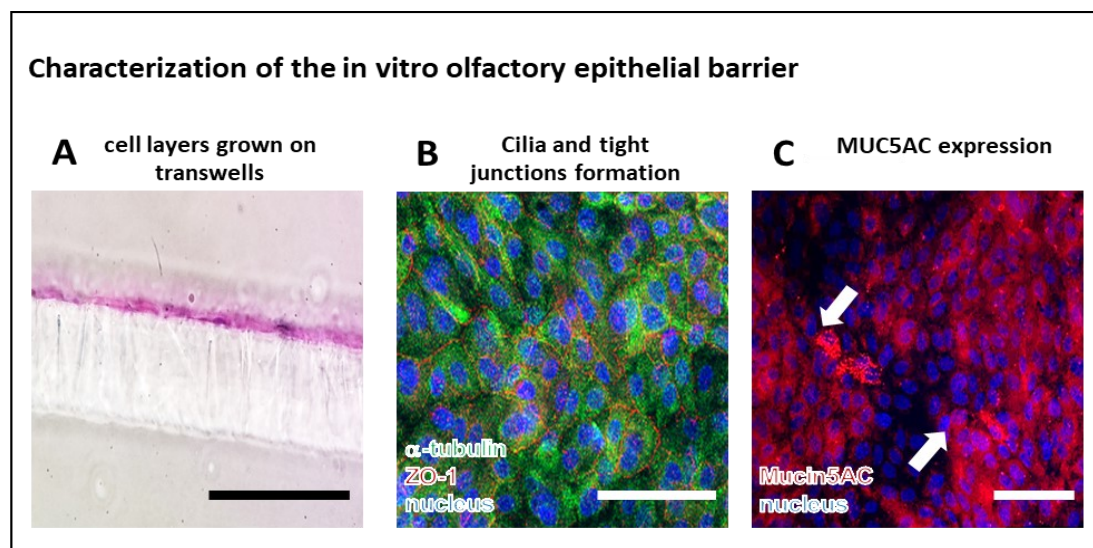 Characterization of the in vitro olfactory epithelial barrier
A
cell layers grown on
transwells
B
Cilia and tight
junctions formation
C
MUC5AC expression
α-tubulin
ZO-1
nucleus
Mucin5AC
nucleus